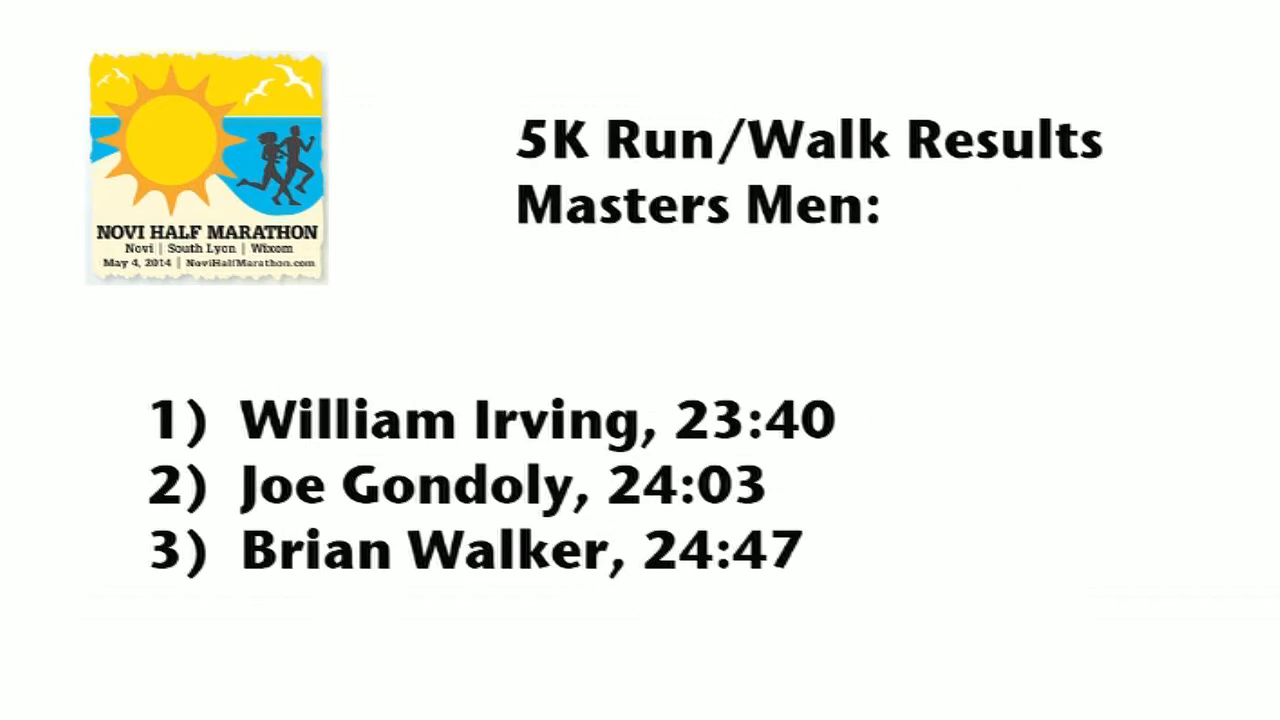 5K Run/Walk Results
Masters Men:
NOVI HALF MARATHON
Novi | South Lyon | Wixom
May 4, 2014 | NoviHalfMarathon.com
1) William Irving, 23:40
2) Joe Gondoly, 24:03
3) Brian Walker, 24:47